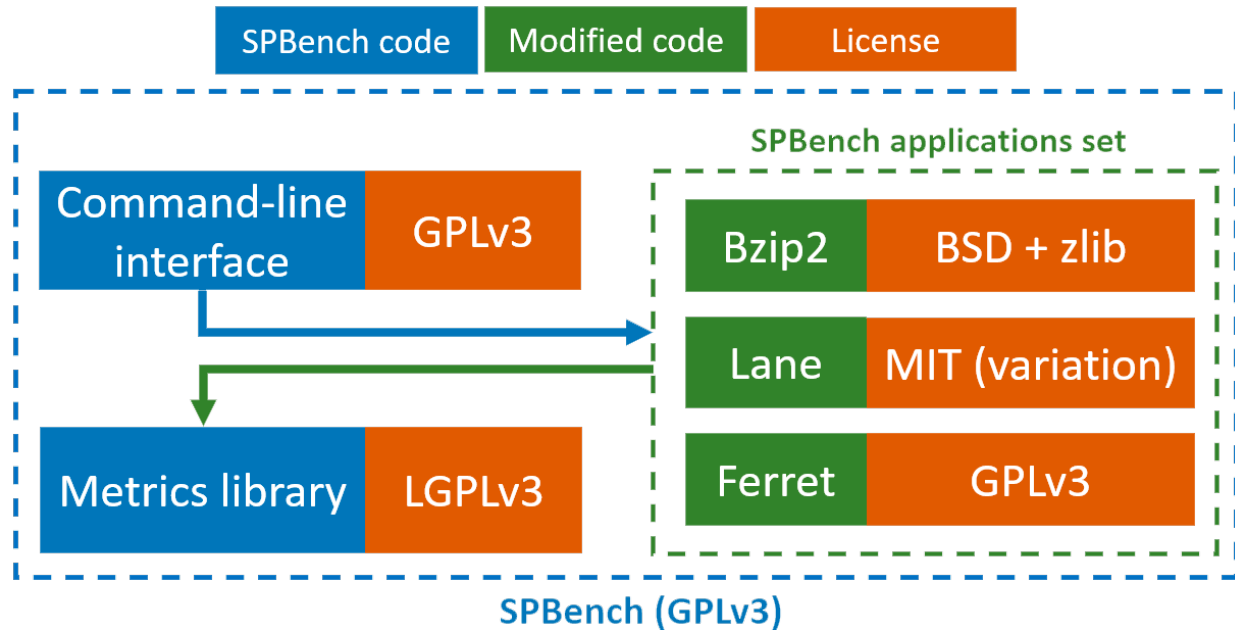 SPBench code
Modified code
License
SPBench applications set
Command-line
interface
GPLv3
Bzip2
BSD + zlib
Lane
MIT (variation)
Metrics library
LGPLv3
Ferret
GPLv3
SPBench (GPLv3)